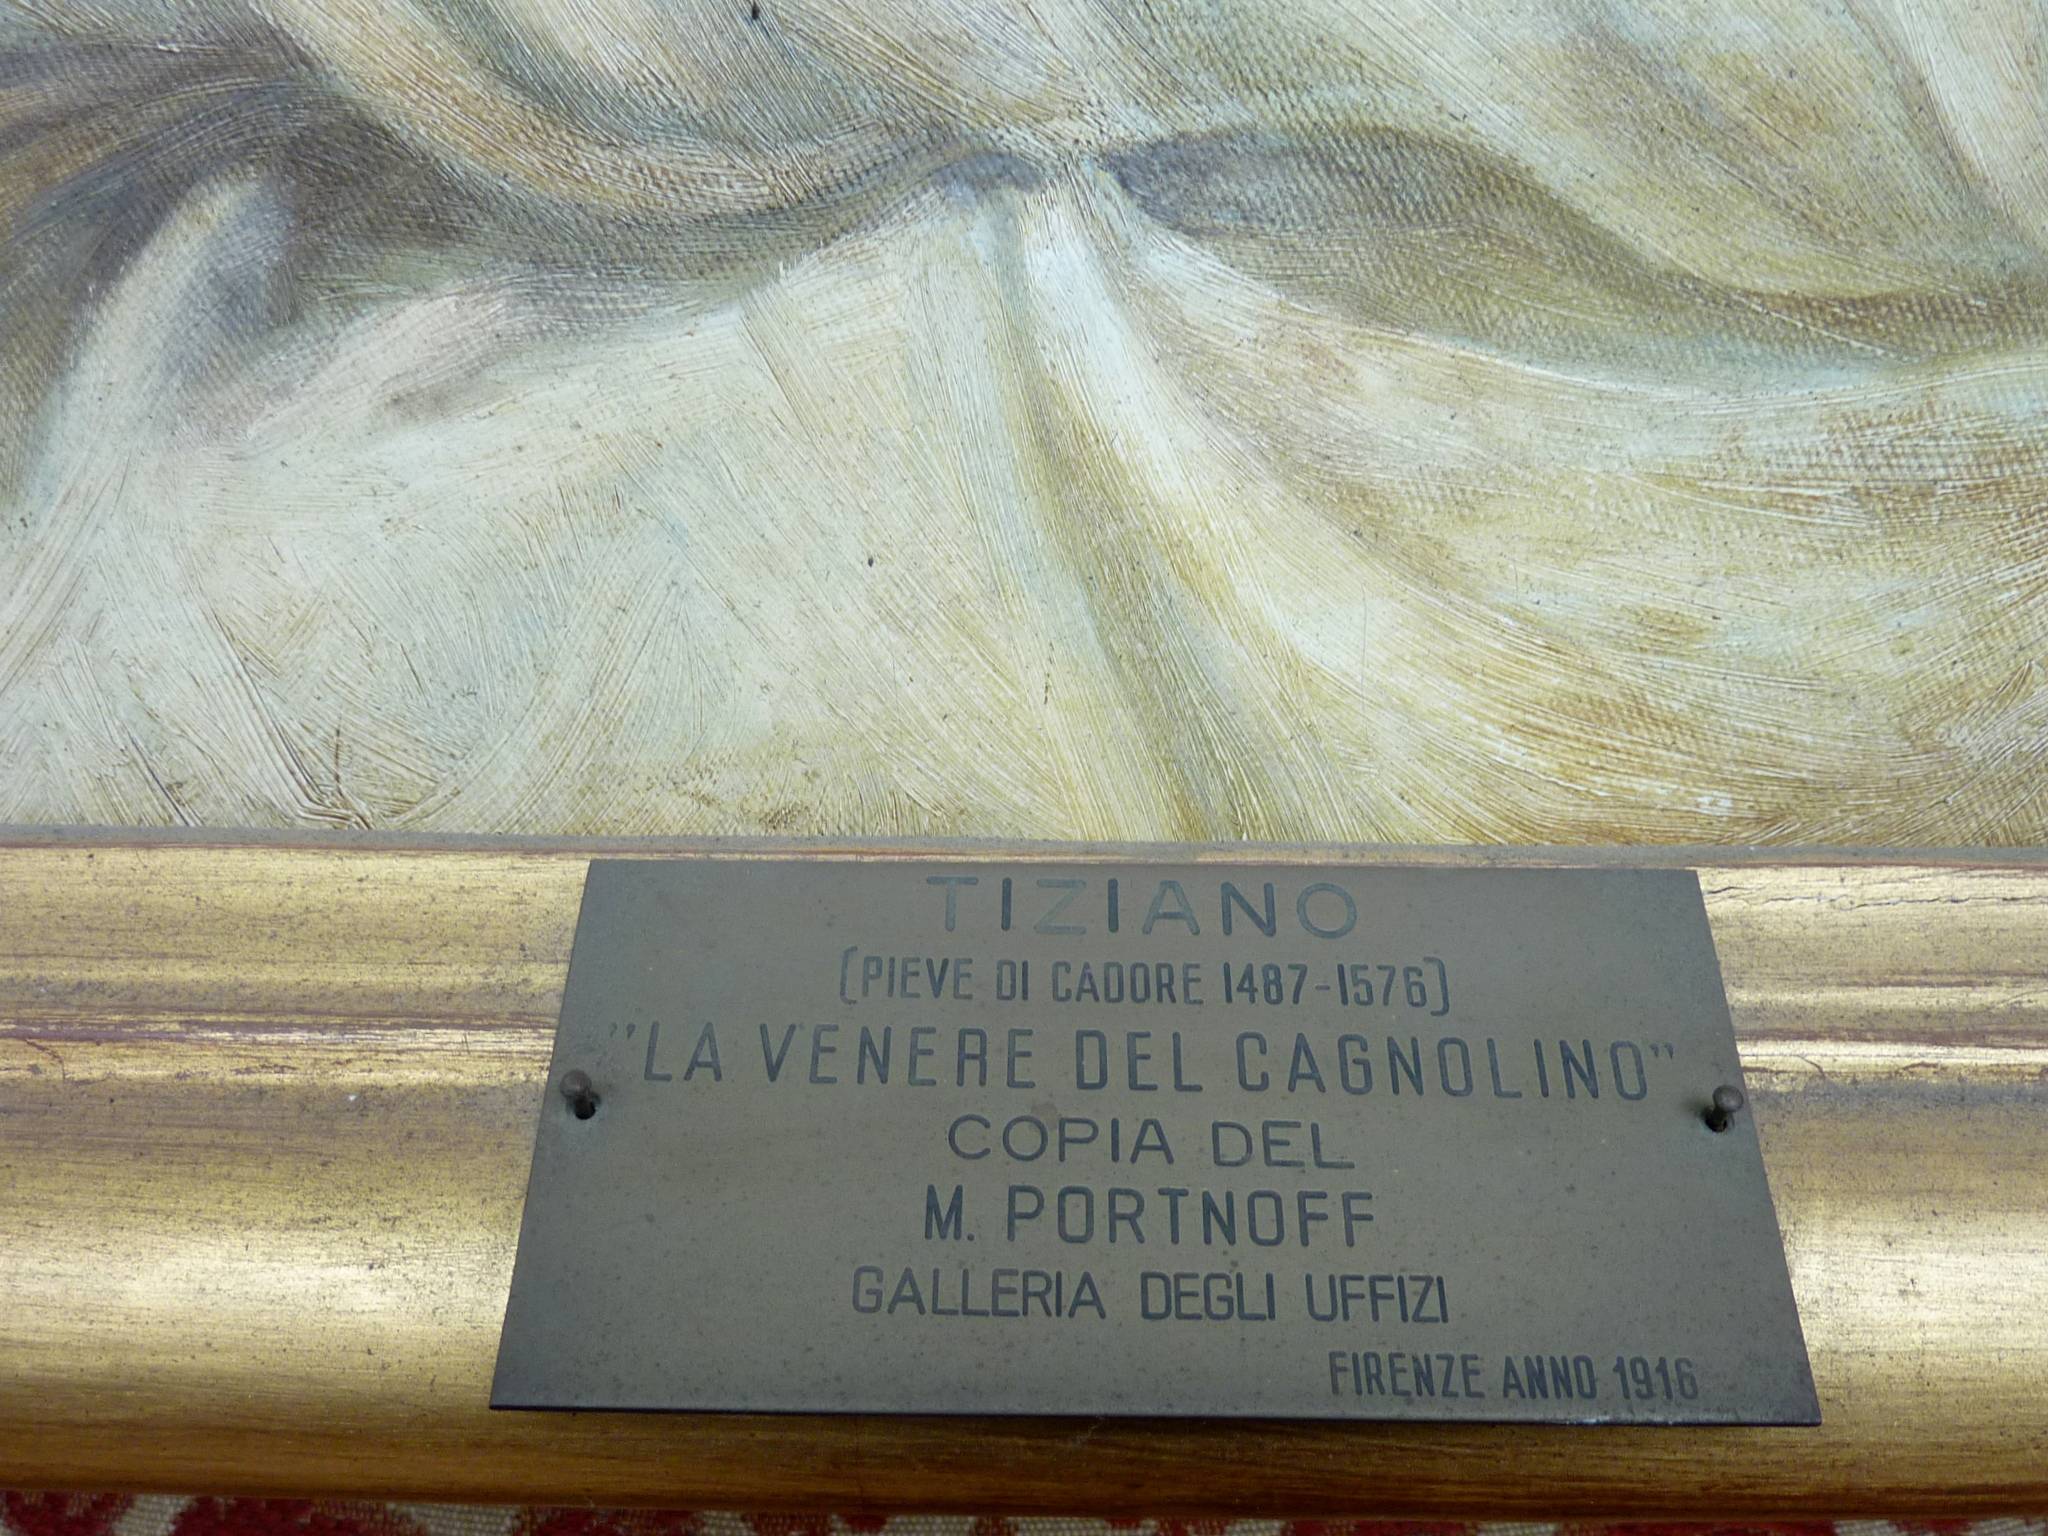 TIZIANO
(PIEVE DI CADORE 1487-1576)
"LA VENERE DEL CAGNOLINO"
COPIA DEL
M. PORTNOFF
GALLERIA DEGLI UFFIZI
FIRENZE ANNO 1916